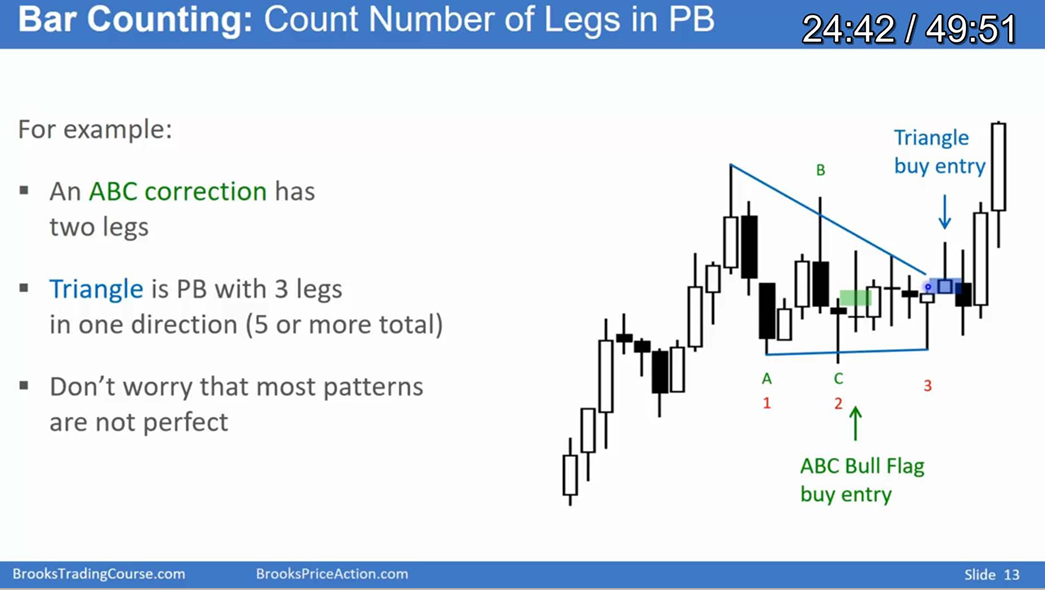 Bar Counting: Count Number of Legs in PB
24:42 / 49:51
For example:
▪ An ABC correction has
two legs
▪ Triangle is PB with 3 legs
in one direction (5 or more total)
▪ Don't worry that most patterns
are not perfect
Triangle
buy entry
B
A
C
1
2
3
ABC Bull Flag
buy entry
BrooksTradingCourse.com
BrooksPriceAction.com
Slide 13